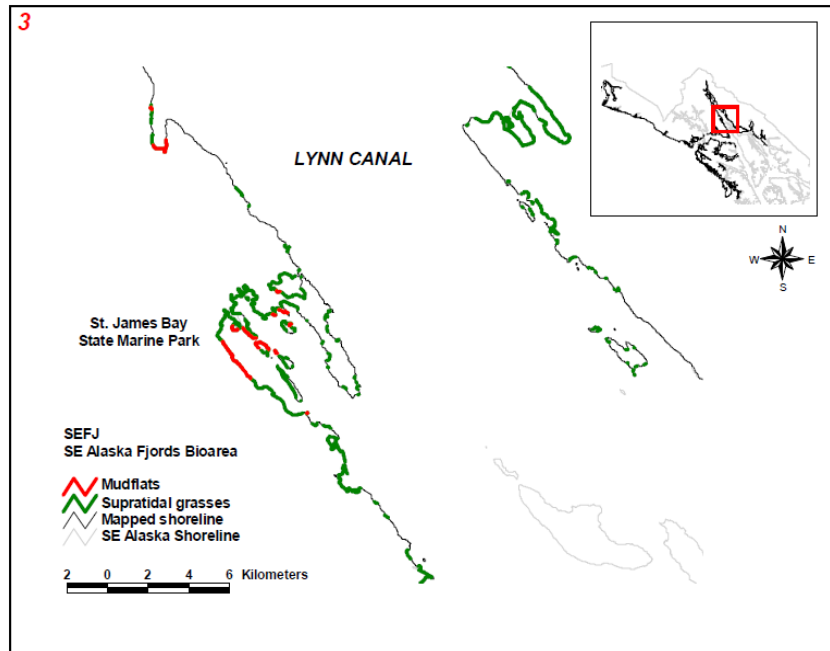 3
LYNN CANAL
N
W E
S
St. James Bay
State Marine Park
SEFJ
SE Alaska Fjords Bioarea
Mudflats
Supratidal grasses
Mapped shoreline
SE Alaska Shoreline
2 0 2 4 6 Kilometers